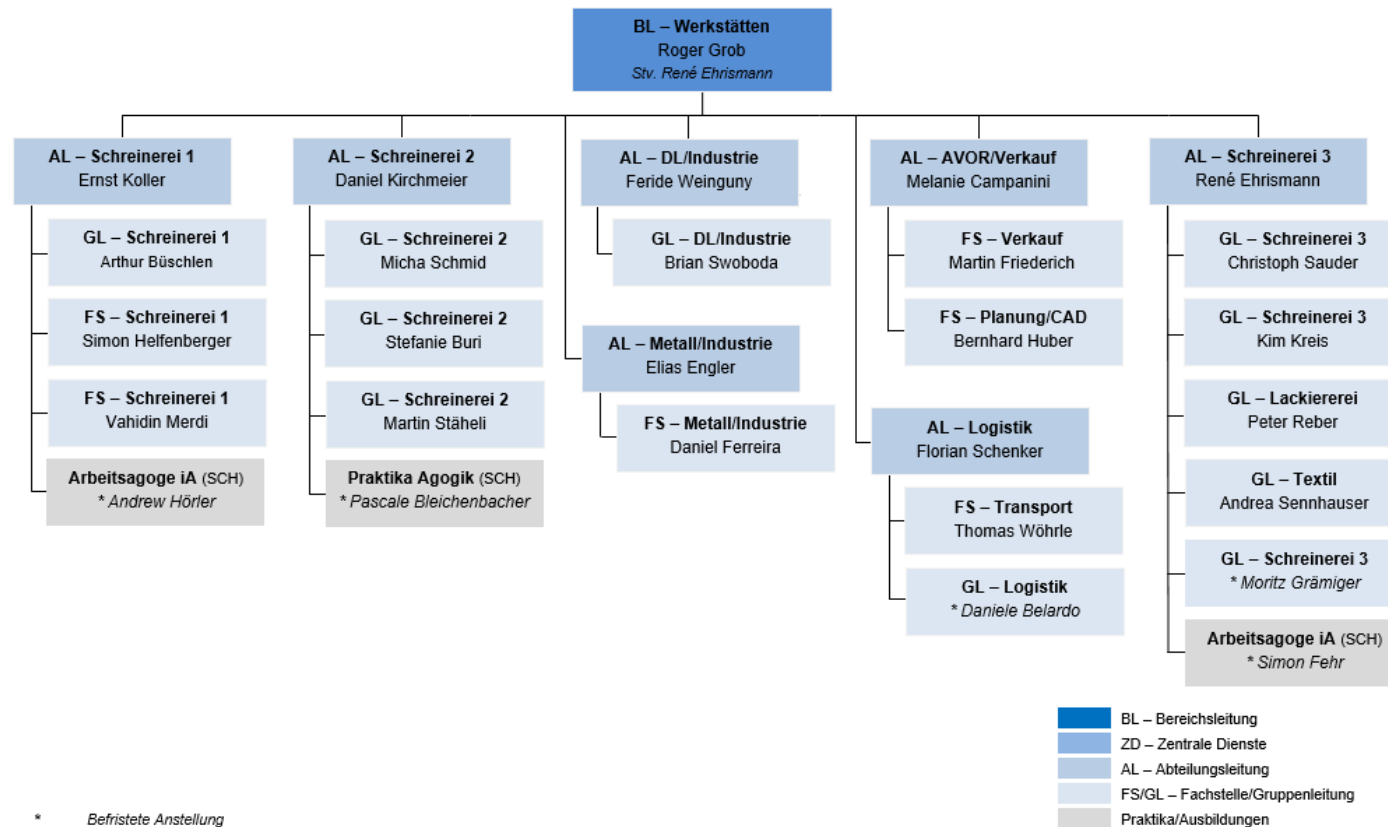 BL – Werkstätten
Roger Grob
Stv. René Ehrismann
AL – Schreinerei 1
Ernst Koller
GL – Schreinerei 1
Arthur Büschlen
FS – Schreinerei 1
Simon Helfenberger
FS – Schreinerei 1
Vahidin Merdi
Arbeitsagoge iA (SCH)
* Andrew Hörler
AL – Schreinerei 2
Daniel Kirchmeier
GL – Schreinerei 2
Micha Schmid
GL – Schreinerei 2
Stefanie Buri
GL – Schreinerei 2
Martin Stäheli
Praktika Agogik (SCH)
* Pascale Bleichenbacher
AL – DL/Industrie
Feride Weinguny
GL – DL/Industrie
Brian Swoboda
AL – Metall/Industrie
Elias Engler
FS – Metall/Industrie
Daniel Ferreira
AL – AVOR/Verkauf
Melanie Campanini
FS – Verkauf
Martin Friederich
FS – Planung/CAD
Bernhard Huber
AL – Logistik
Florian Schenker
FS – Transport
Thomas Wöhrle
GL – Logistik
* Daniele Belardo
AL – Schreinerei 3
René Ehrismann
GL – Schreinerei 3
Christoph Sauder
GL – Schreinerei 3
Kim Kreis
GL – Lackiererei
Peter Reber
GL – Textil
Andrea Sennhauser
GL – Schreinerei 3
* Moritz Grämiger
Arbeitsagoge iA (SCH)
* Simon Fehr
BL – Bereichsleitung
ZD – Zentrale Dienste
AL – Abteilungsleitung
FS/GL – Fachstelle/Gruppenleitung
Praktika/Ausbildungen
* Befristete Anstellung